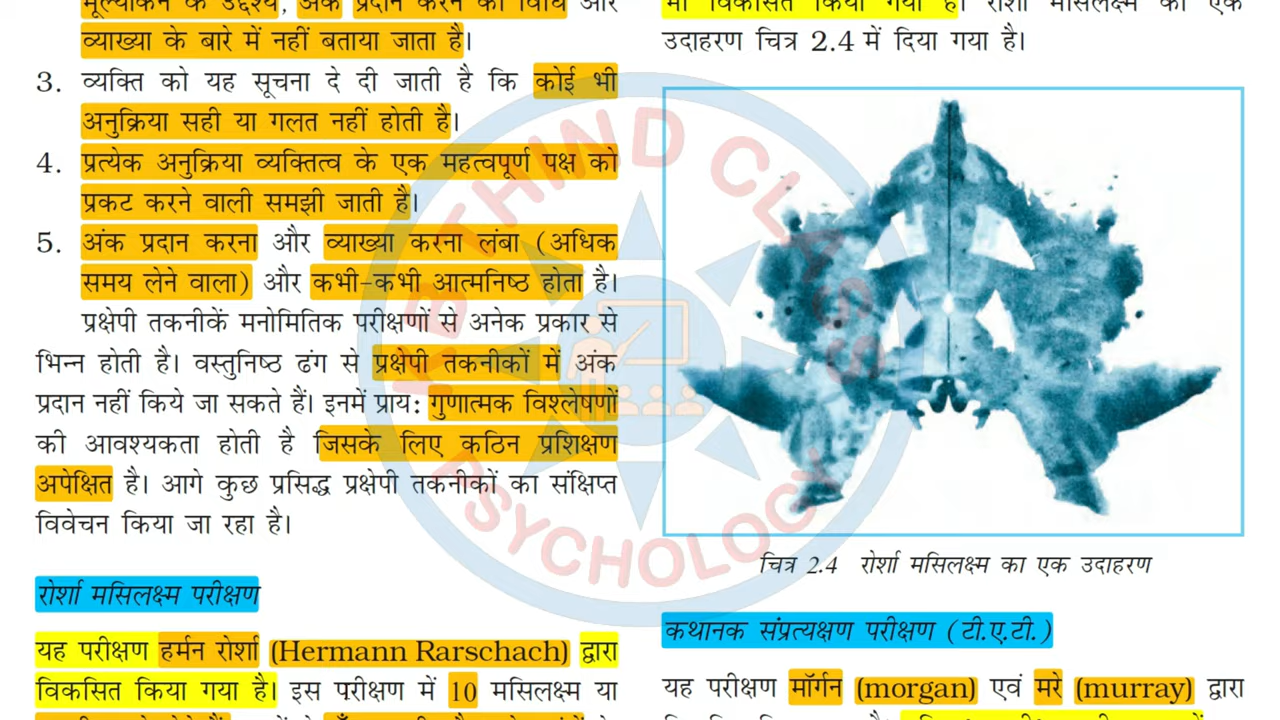 मूल्यांकन के उद्देश्य, अंक प्रदान करने की विधि और
व्याख्या के बारे में नहीं बताया जाता है।
3. व्यक्ति को यह सूचना दे दी जाती है कि कोई भी
अनुक्रिया सही या गलत नहीं होती है।
4. प्रत्येक अनुक्रिया व्यक्तित्व के एक महत्वपूर्ण पक्ष को
प्रकट करने वाली समझी जाती है।
5. अंक प्रदान करना और व्याख्या करना लंबा (अधिक
समय लेने वाला) और कभी-कभी आत्मनिष्ठ होता है।
प्रक्षेपी तकनीकें मनोमितिक परीक्षणों से अनेक प्रकार से
भिन्न होती है। वस्तुनिष्ठ ढंग से प्रक्षेपी तकनीकों में अंक
प्रदान नहीं किये जा सकते हैं। इनमें प्राय: गुणात्मक विश्लेषणों
की आवश्यकता होती है जिसके लिए कठिन प्रशिक्षण
अपेक्षित है। आगे कुछ प्रसिद्ध प्रक्षेपी तकनीकों का संक्षिप्त
विवेचन किया जा रहा है।
रोर्शा मसिलक्ष्म परीक्षण
यह परीक्षण हर्मन रोर्शा (Hermann Rarschach) द्वारा
विकसित किया गया है। इस परीक्षण में 10 मसिलक्ष्म या
भी विकसित किया गया है। रोर्शा मसिलक्ष्म का एक
उदाहरण चित्र 2.4 में दिया गया है।
चित्र 2.4 रोर्शा मसिलक्ष्म का एक उदाहरण
कथानक संप्रत्यक्षण परीक्षण (टी.ए.टी.)
यह परीक्षण मॉर्गन (morgan) एवं मरे (murray) द्वारा
BTHIND CLASS
PSYCHOLOGY